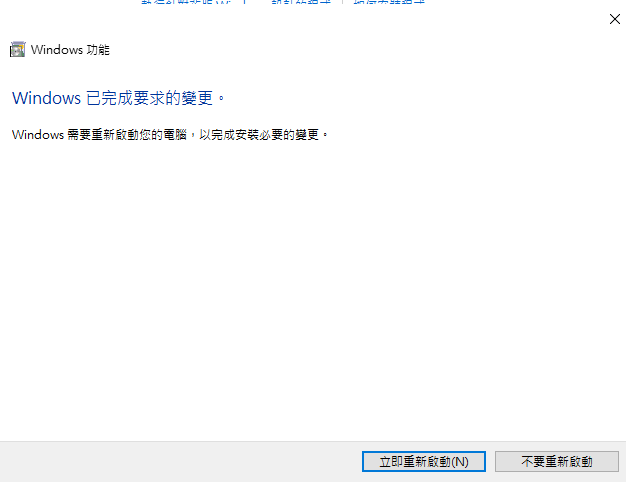 Windows 功能
Windows 已完成要求的變更。
Windows 需要重新啟動您的電腦，以完成安裝必要的變更。
立即重新啟動(N)
不要重新啟動